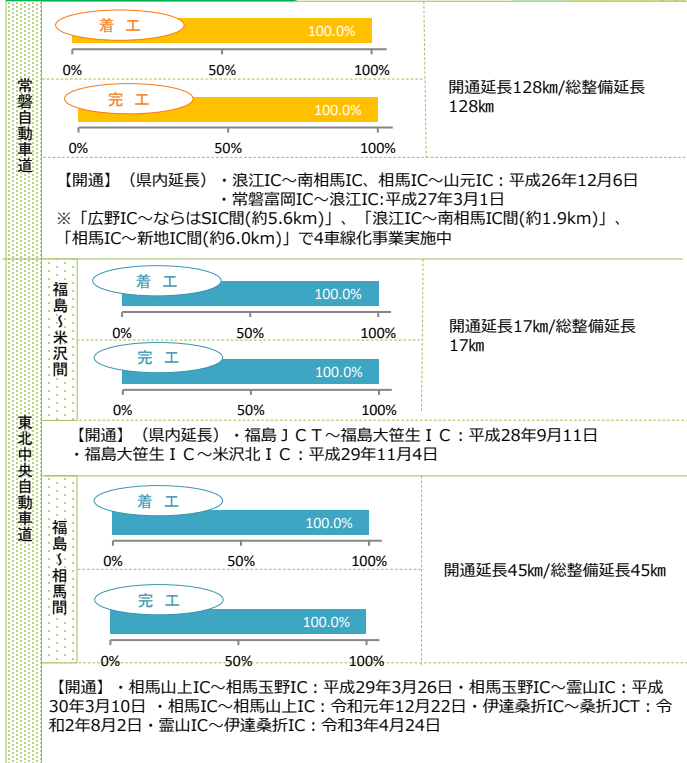 常磐自動車道
着 工
100.0%
0% 50% 100%
完 工
100.0%
0% 50% 100%
開通延長128㎞/総整備延長
128㎞
【開通】（県内延長）・浪江IC～南相馬IC、相馬IC～山元IC：平成26年12月6日
・常磐富岡IC～浪江IC:平成27年3月1日
※「広野IC～ならはSIC間(約5.6km)」、「浪江IC～南相馬IC間(約1.9km)」、
「相馬IC～新地IC間(約6.0km)」で4車線化事業実施中
東北中央自動車道
福島～米沢間
着 工
100.0%
0% 50% 100%
完 工
100.0%
0% 50% 100%
開通延長17㎞/総整備延長
17㎞
【開通】（県内延長）・福島ＪＣＴ～福島大笹生ＩＣ：平成28年9月11日
・福島大笹生ＩＣ～米沢北ＩＣ：平成29年11月4日
福島～相馬間
着 工
100.0%
0% 50% 100%
完 工
100.0%
0% 50% 100%
開通延長45㎞/総整備延長45㎞
【開通】・相馬山上IC～相馬玉野IC：平成29年3月26日・相馬玉野IC～霊山IC：平成
30年3月10日 ・相馬IC～相馬山上IC：令和元年12月22日・伊達桑折IC～桑折JCT：令
和2年8月2日・霊山IC～伊達桑折IC：令和3年4月24日